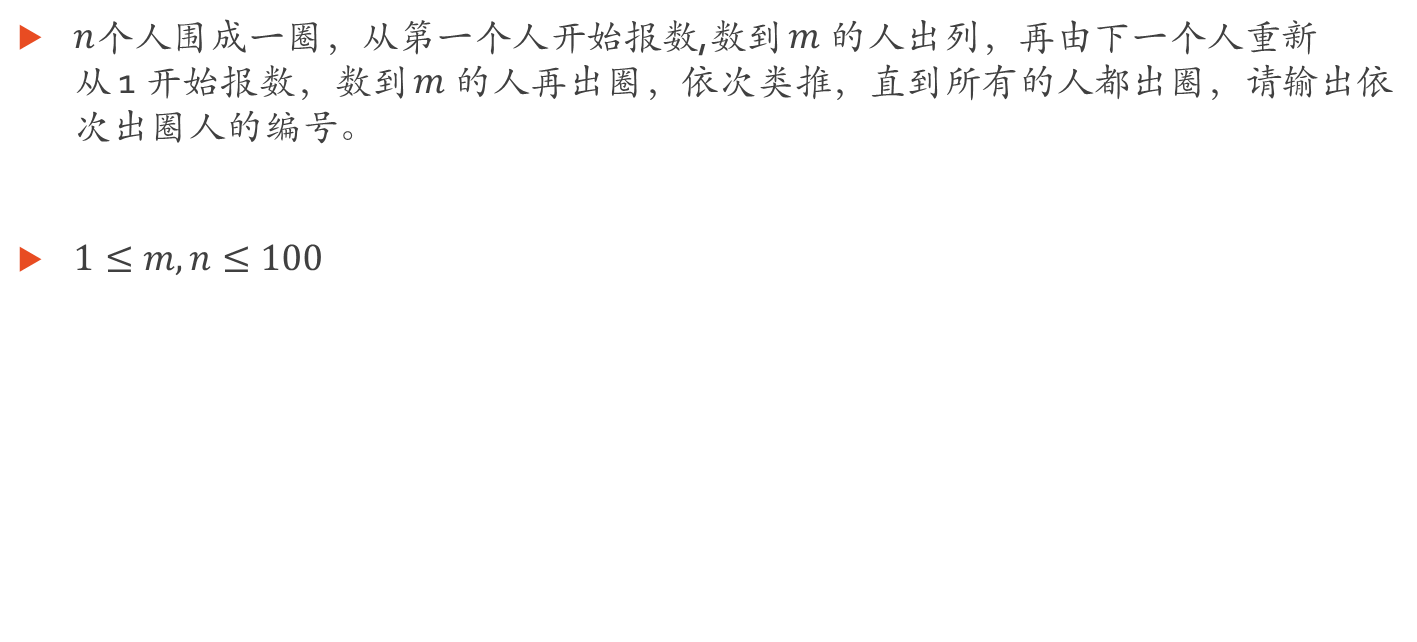 n个人围成一圈，从第一个人开始报数,数到 m 的人出列，再由下一个人重新
从 1 开始报数，数到 m 的人再出圈，依次类推，直到所有的人都出圈，请输出依
次出圈人的编号。
1 ≤ m, n ≤ 100